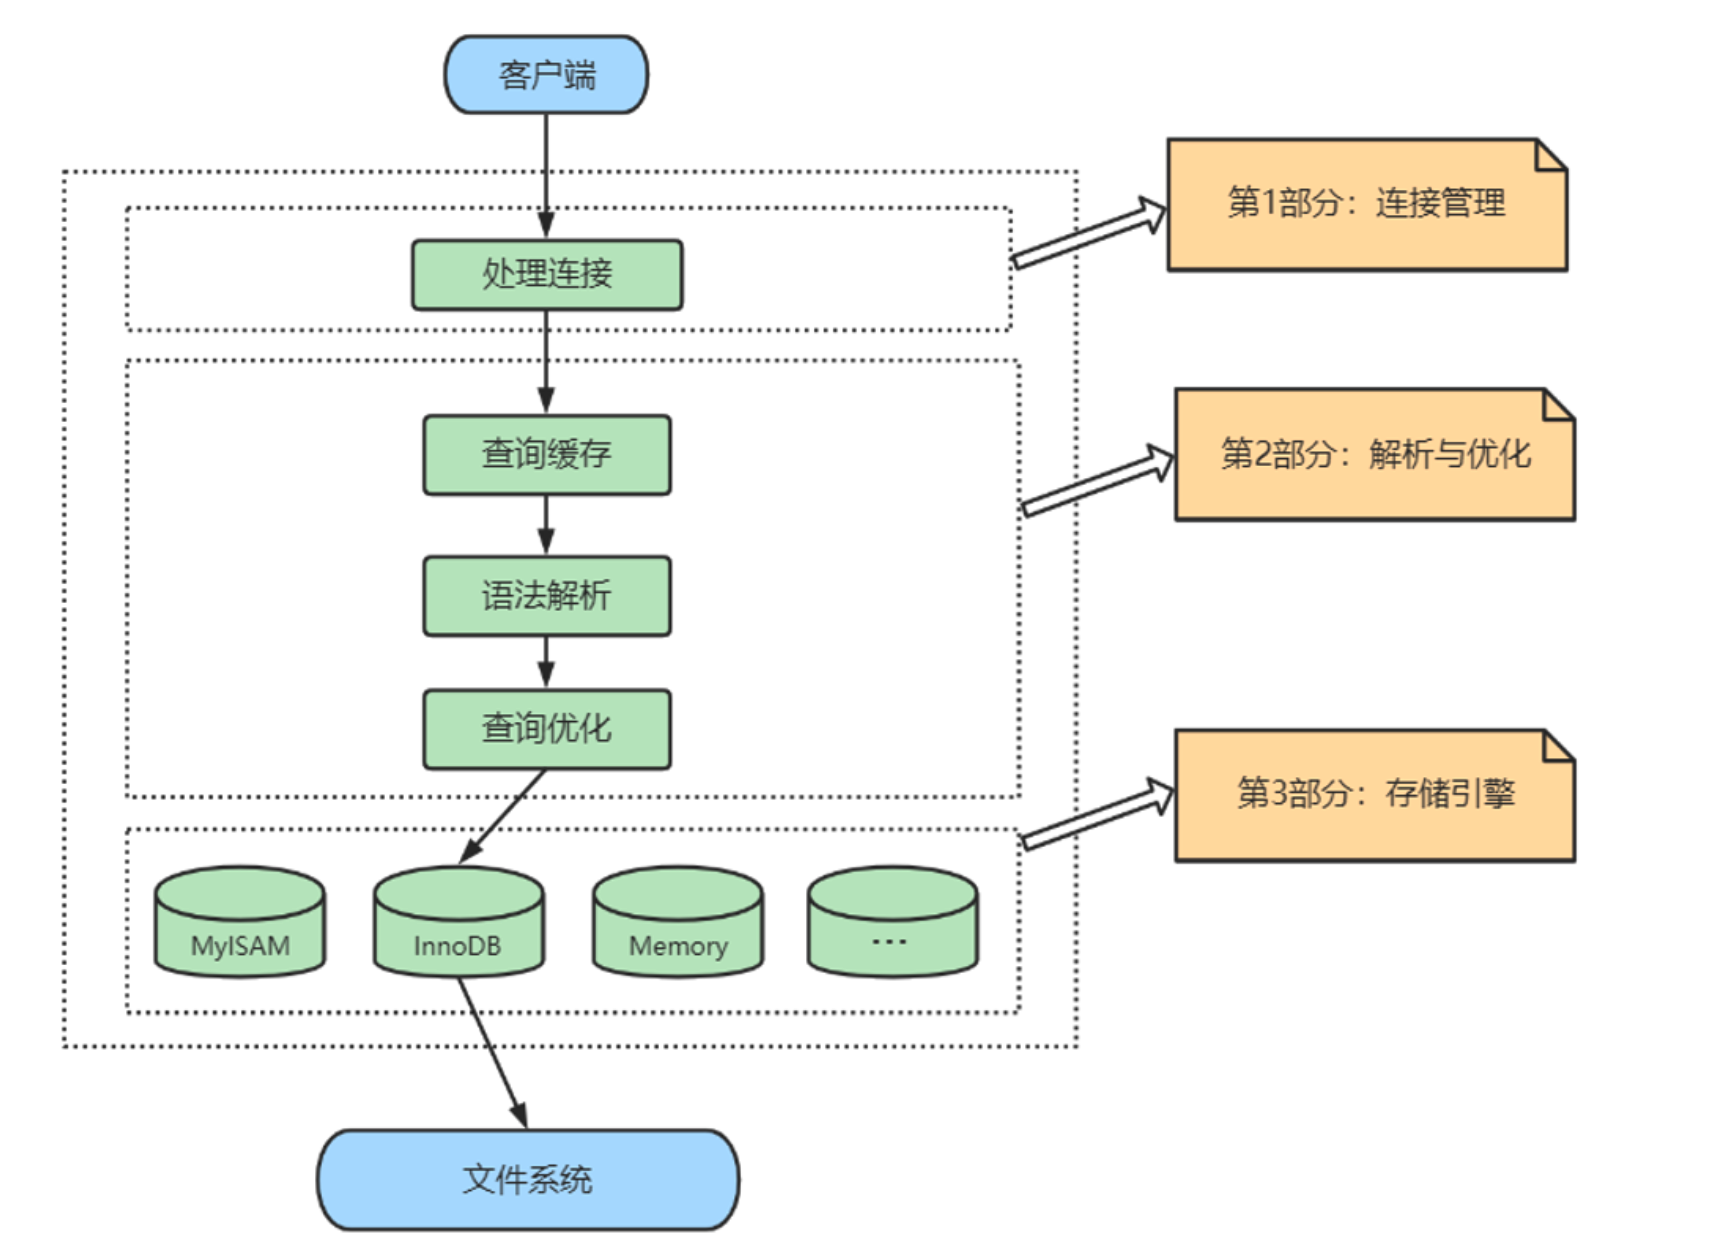 客户端
处理连接
第1部分：连接管理
查询缓存
第2部分：解析与优化
语法解析
查询优化
第3部分：存储引擎
MyISAM
InnoDB
Memory
...
文件系统